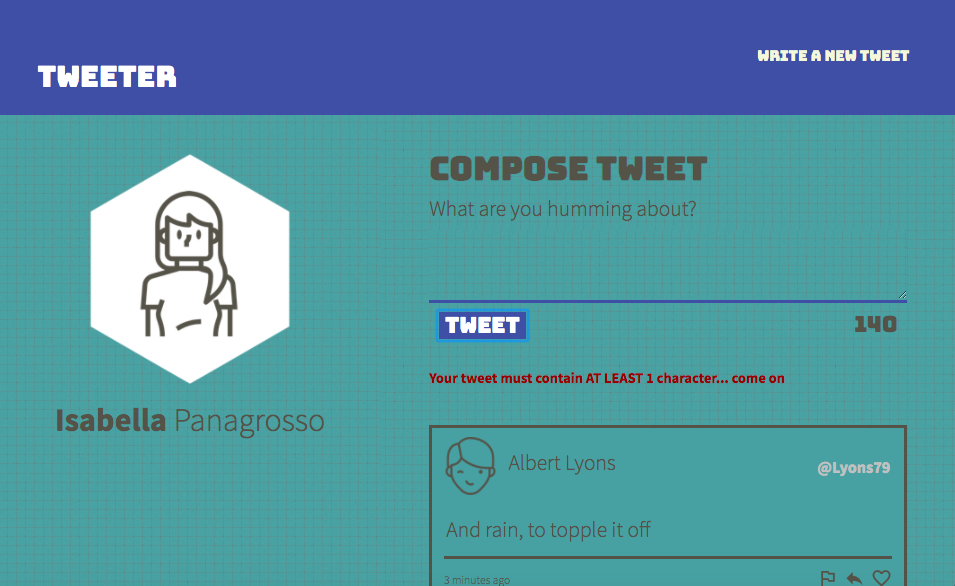 TWEETER
WRITE A NEW TWEET
Isabella Panagrosso
COMPOSE TWEET
What are you humming about?
TWEET
140
Your tweet must contain AT LEAST 1 character... come on
Albert Lyons
@Lyons79
And rain, to topple it off
3 minutes ago